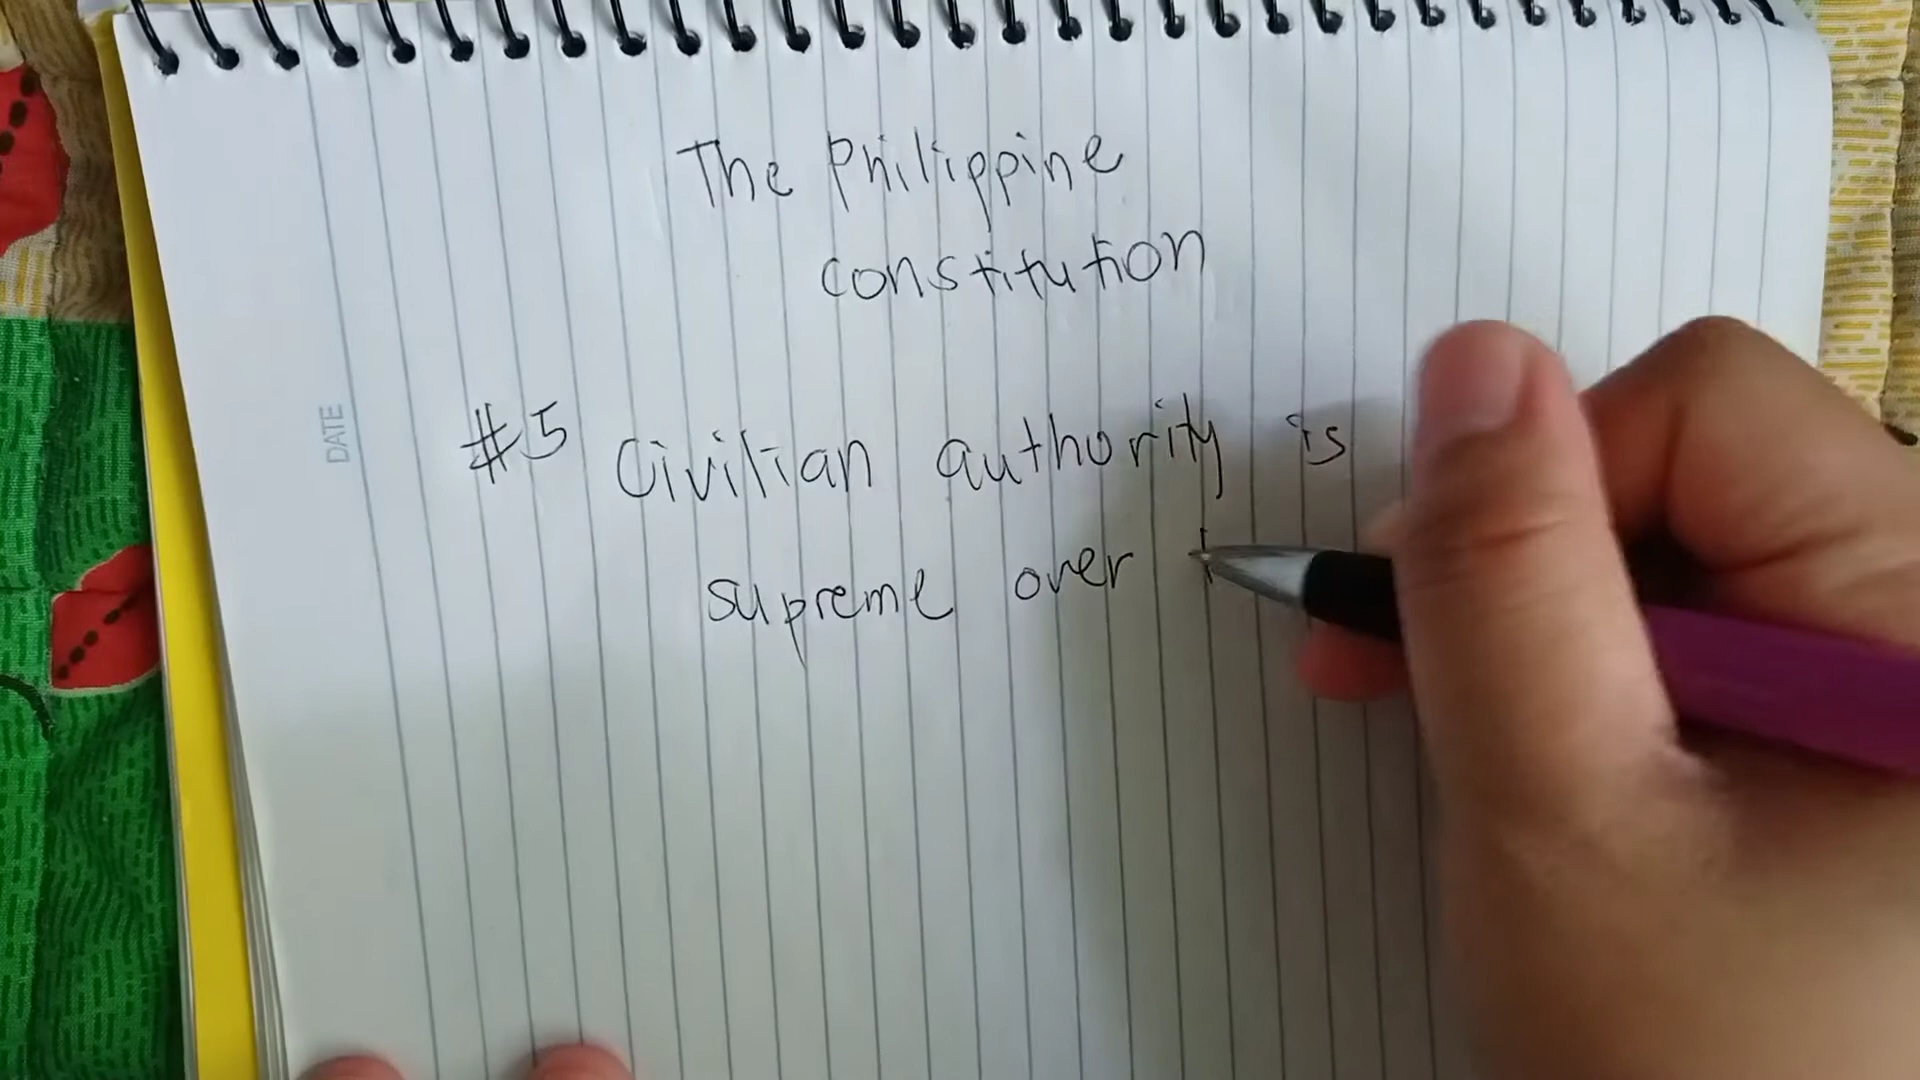 The Philippine
constitution
DATE
#5 Civilian authority is
supreme over